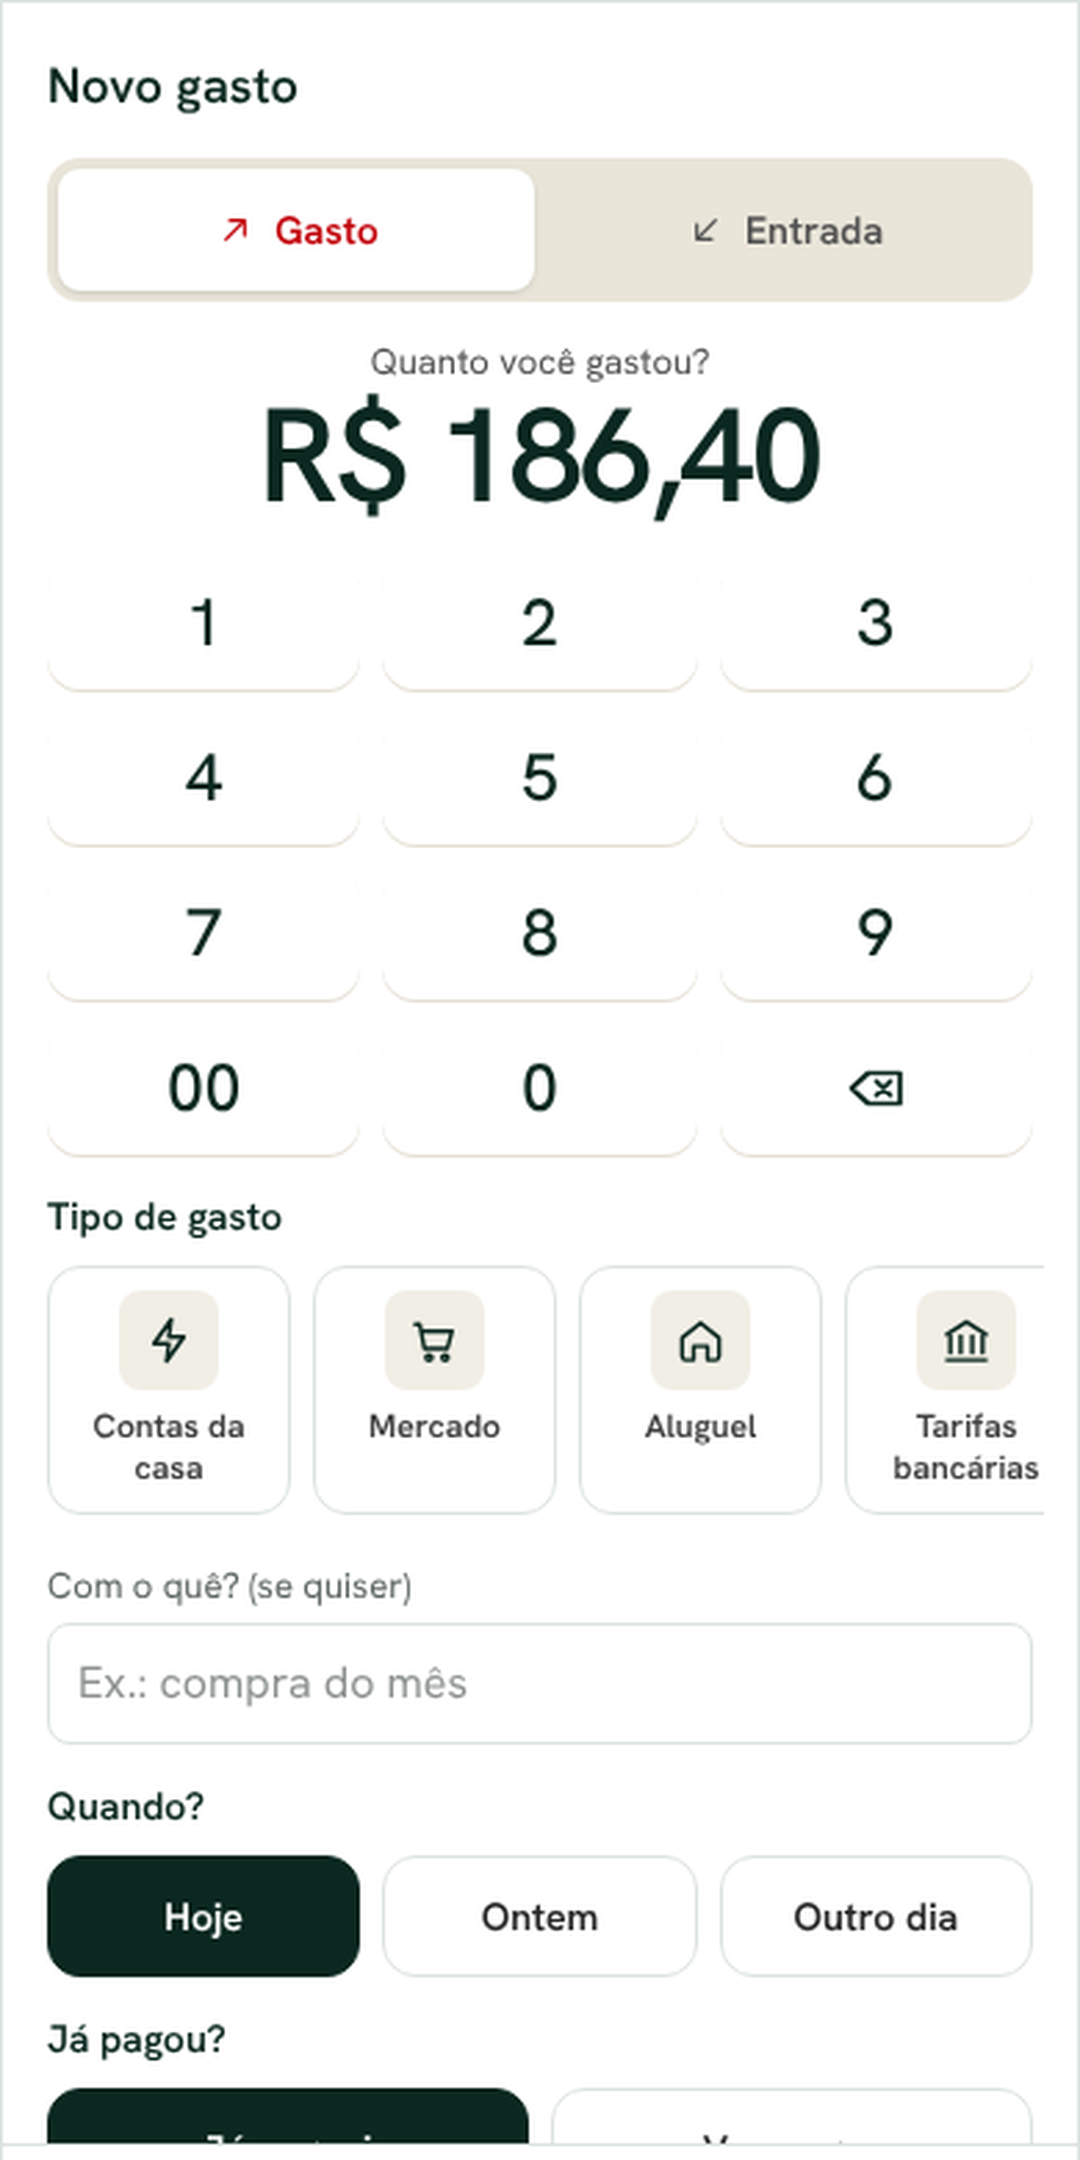 Novo gasto
Gasto
Entrada
Quanto você gastou?
R$ 186,40
1 2 3
4 5 6
7 8 9
00 0
Tipo de gasto
Contas da casa
Mercado
Aluguel
Tarifas bancárias
Com o quê? (se quiser)
Ex.: compra do mês
Quando?
Hoje
Ontem
Outro dia
Já pagou?